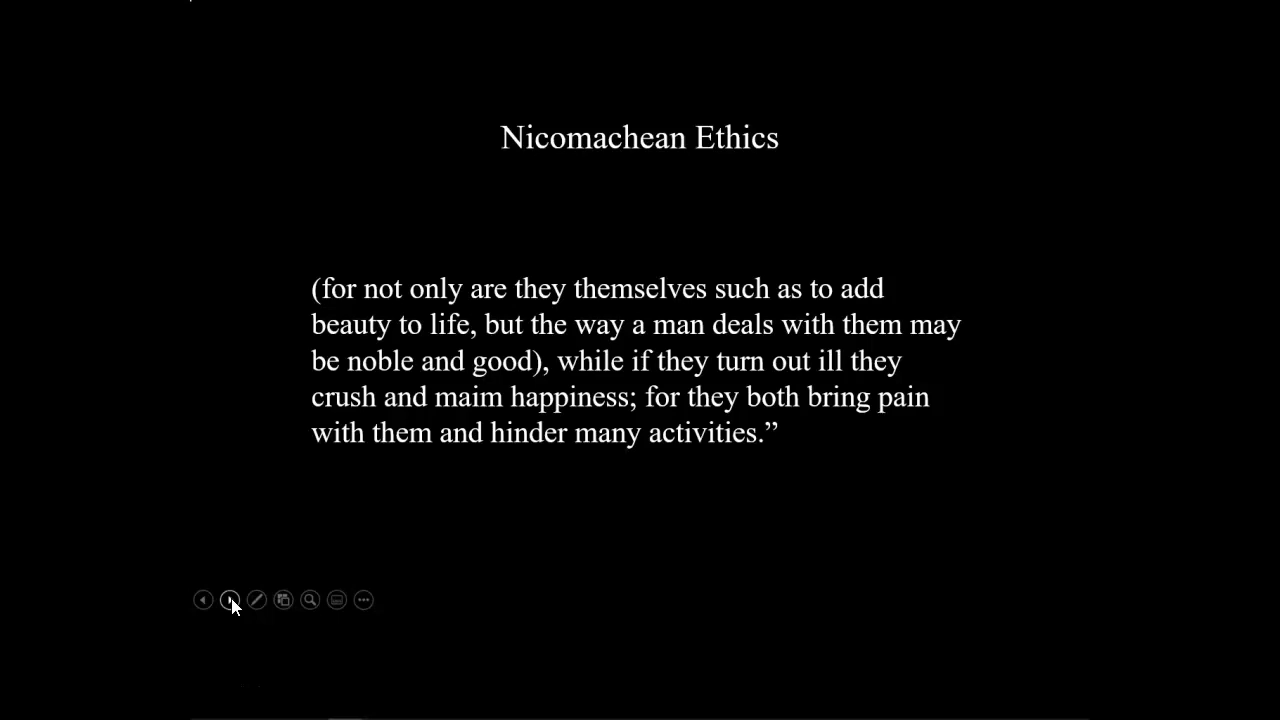 Nicomachean Ethics
(for not only are they themselves such as to add
beauty to life, but the way a man deals with them may
be noble and good), while if they turn out ill they
crush and maim happiness; for they both bring pain
with them and hinder many activities.”